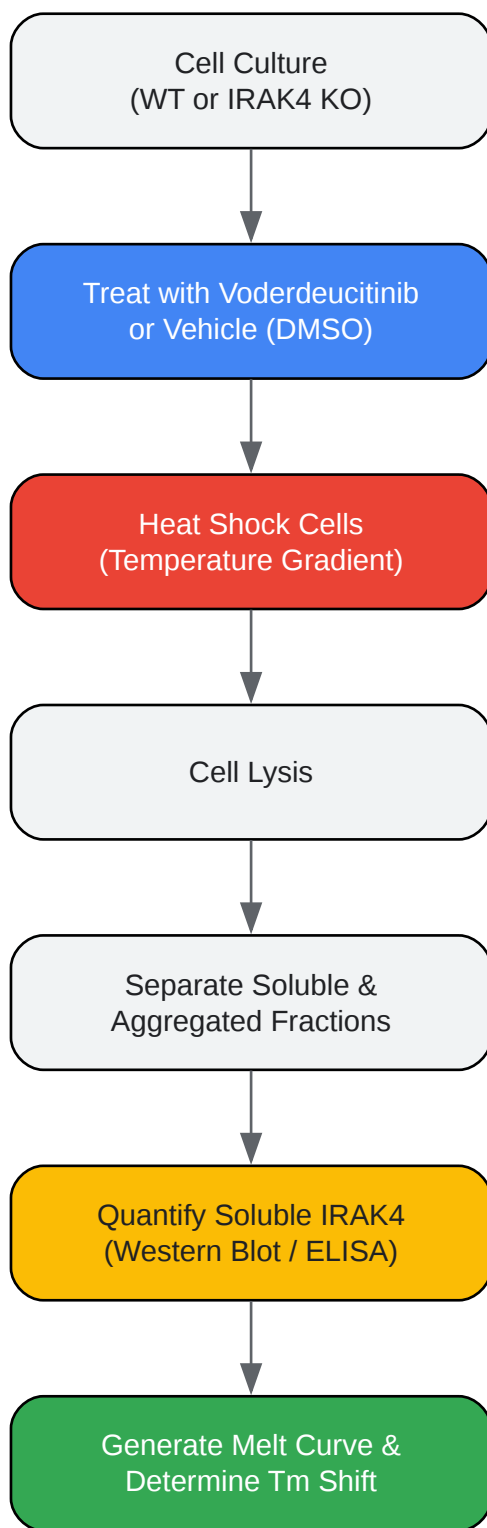 Cell Culture
(WT or IRAK4 KO)
Treat with Voderdeucitinib
or Vehicle (DMSO)
Heat Shock Cells
(Temperature Gradient)
Cell Lysis
Separate Soluble &
Aggregated Fractions
Quantify Soluble IRAK4
(Western Blot / ELISA)
Generate Melt Curve &
Determine Tm Shift